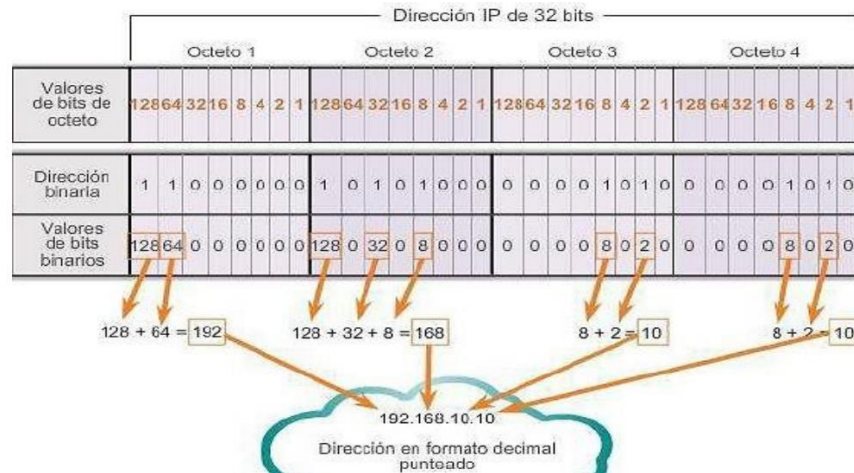 Dirección IP de 32 bits
Octeto 1 Octeto 2 Octeto 3 Octeto 4
Valores de bits de octeto 128 64 32 16 8 4 2 1 128 64 32 16 8 4 2 1 128 64 32 16 8 4 2 1 128 64 32 16 8 4 2 1
Dirección binaria 1 1 0 0 0 0 0 0 1 0 1 0 1 0 0 0 0 0 0 0 1 0 1 0 0 0 0 0 1 0 1 0
Valores de bits binarios 128 64 0 0 0 0 0 0 128 0 32 0 8 0 0 0 0 0 0 0 8 0 2 0 0 0 0 0 8 0 2 0
128 + 64 = 192 128 + 32 + 8 = 168 8 + 2 = 10 8 + 2 = 10
192.168.10.10
Dirección en formato decimal
punteado